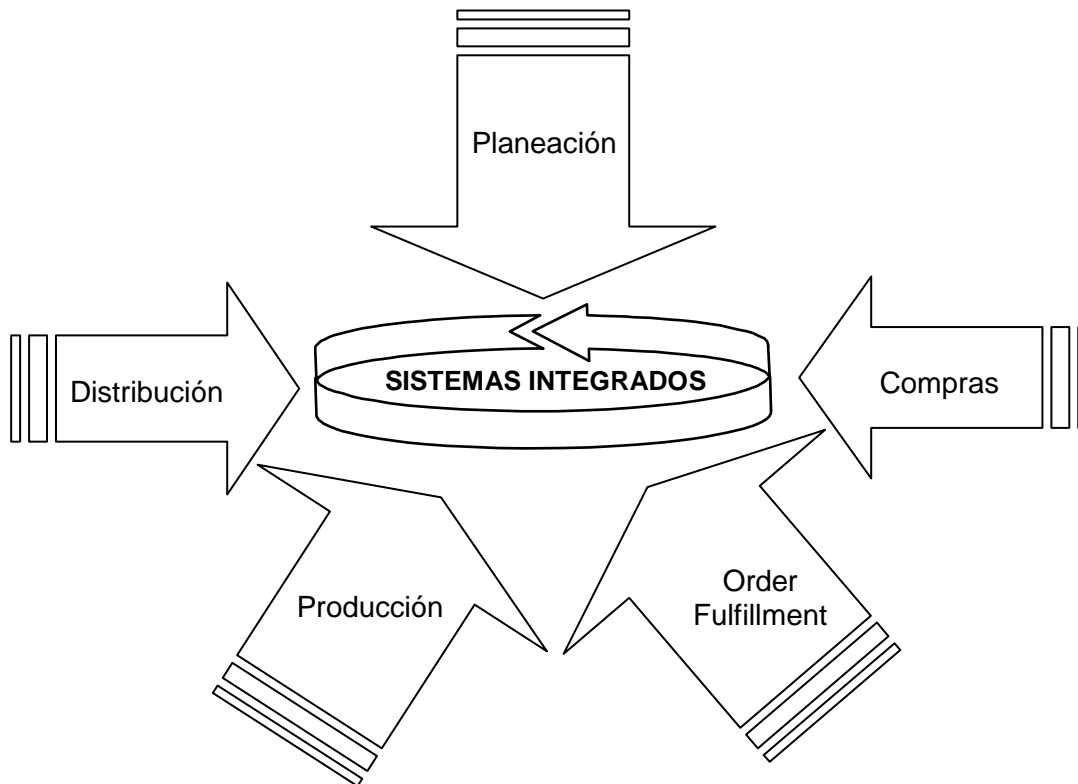 Planeación
Distribución
SISTEMAS INTEGRADOS
Compras
Producción
Order
Fulfillment